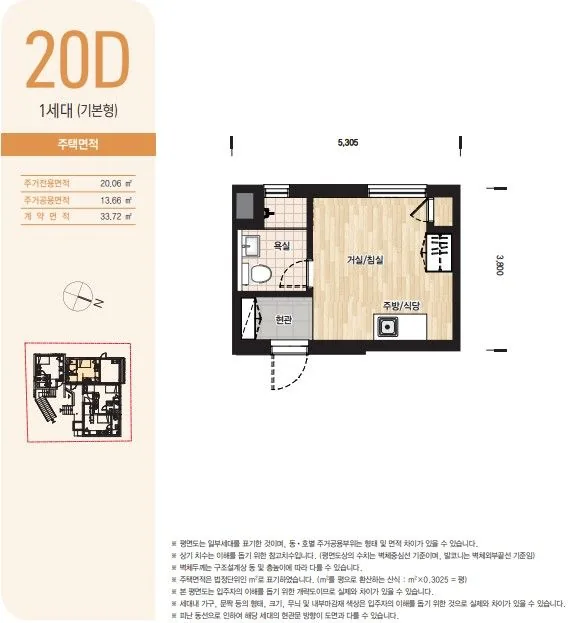 20D
1세대 (기본형)
주택면적
주거전용면적 20.06 ㎡
주거공용면적 13.66 ㎡
계 약 면 적 33.72 ㎡
N
5,305
3,800
욕실
거실/침실
주방/식당
현관
※ 평면도는 일부세대를 표기한 것이며, 동·호별 주거공용부위는 형태 및 면적 차이가 있을 수 있습니다.
※ 상기 치수는 이해를 돕기 위한 참고치수입니다. (평면도상의 수치는 벽체중심선 기준이며, 발코니는 벽체외부끝선 기준임)
※ 벽체두께는 구조설계상 동 및 층높이에 따라 다를 수 있습니다.
※ 주택면적은 법정단위인 ㎡로 표기하였습니다. (㎡를 평으로 환산하는 산식 : ㎡×0.3025 = 평)
※ 본 평면도는 입주자의 이해를 돕기 위한 개략도이므로 실제와 차이가 있을 수 있습니다.
※ 세대내 가구, 문짝 등의 형태, 크기, 무늬 및 내부마감재 색상은 입주자의 이해를 돕기 위한 것으로 실제와 차이가 있을 수 있습니다.
※ 피난 동선으로 인하여 해당 세대의 현관문 방향이 도면과 다를 수 있습니다.